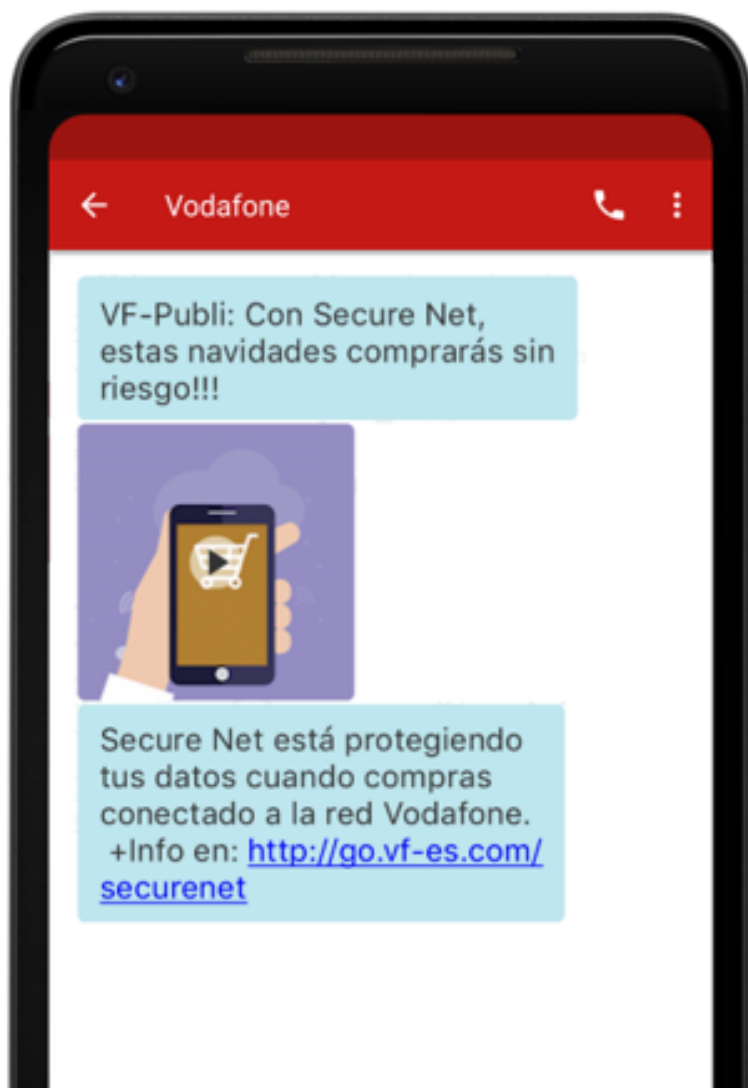 Vodafone
VF-Publi: Con Secure Net,
estas navidades comprarás sin
riesgo!!!
Secure Net está protegiendo
tus datos cuando compras
conectado a la red Vodafone.
+Info en: http://go.vf-es.com/
securenet